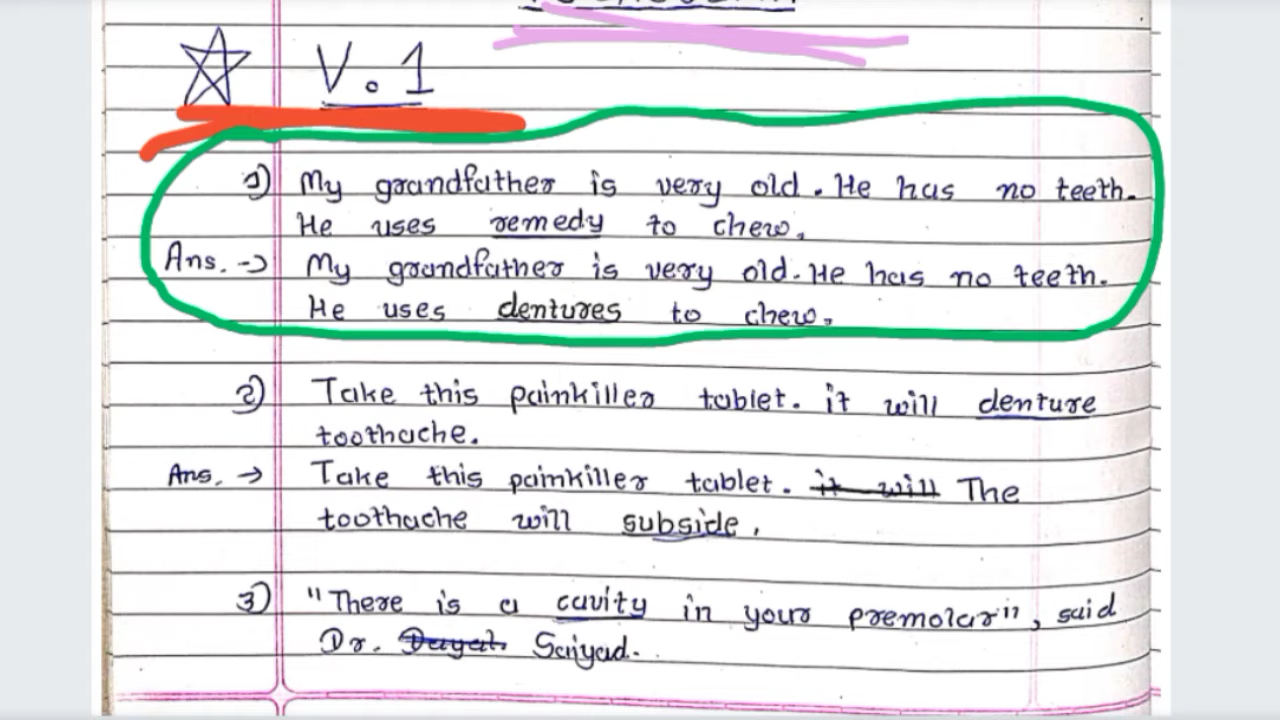 V. 1
1) My grandfather is very old. He has no teeth.
He uses remedy to chew.
Ans. → My grandfather is very old. He has no teeth.
He uses dentures to chew.
2) Take this painkiller tablet. it will denture
toothache.
Ans. → Take this painkiller tablet. it will The
toothache will subside.
3) "There is a cavity in your premolar", said
Dr. Dayal. Saiyad.